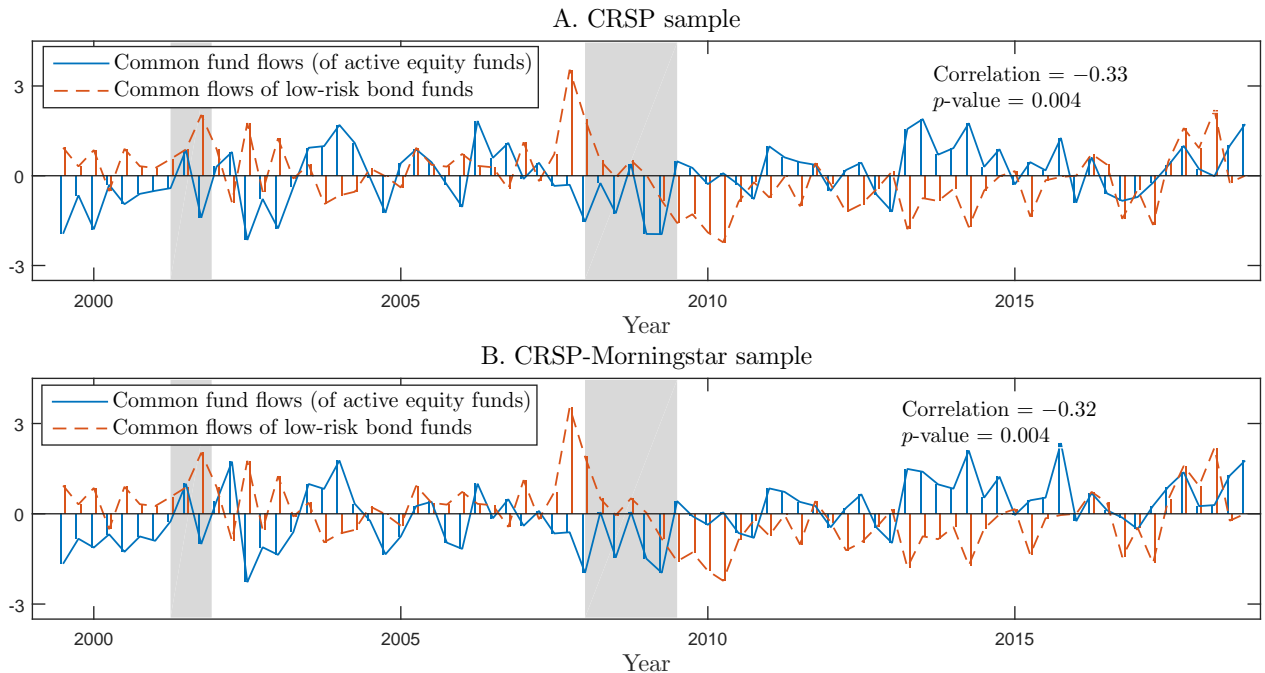 A. CRSP sample
Common fund flows (of active equity funds)
Common flows of low-risk bond funds
Correlation = −0.33
p-value = 0.004
3
0
-3
2000 2005 2010 2015
Year
B. CRSP-Morningstar sample
Common fund flows (of active equity funds)
Common flows of low-risk bond funds
Correlation = −0.32
p-value = 0.004
3
0
-3
2000 2005 2010 2015
Year